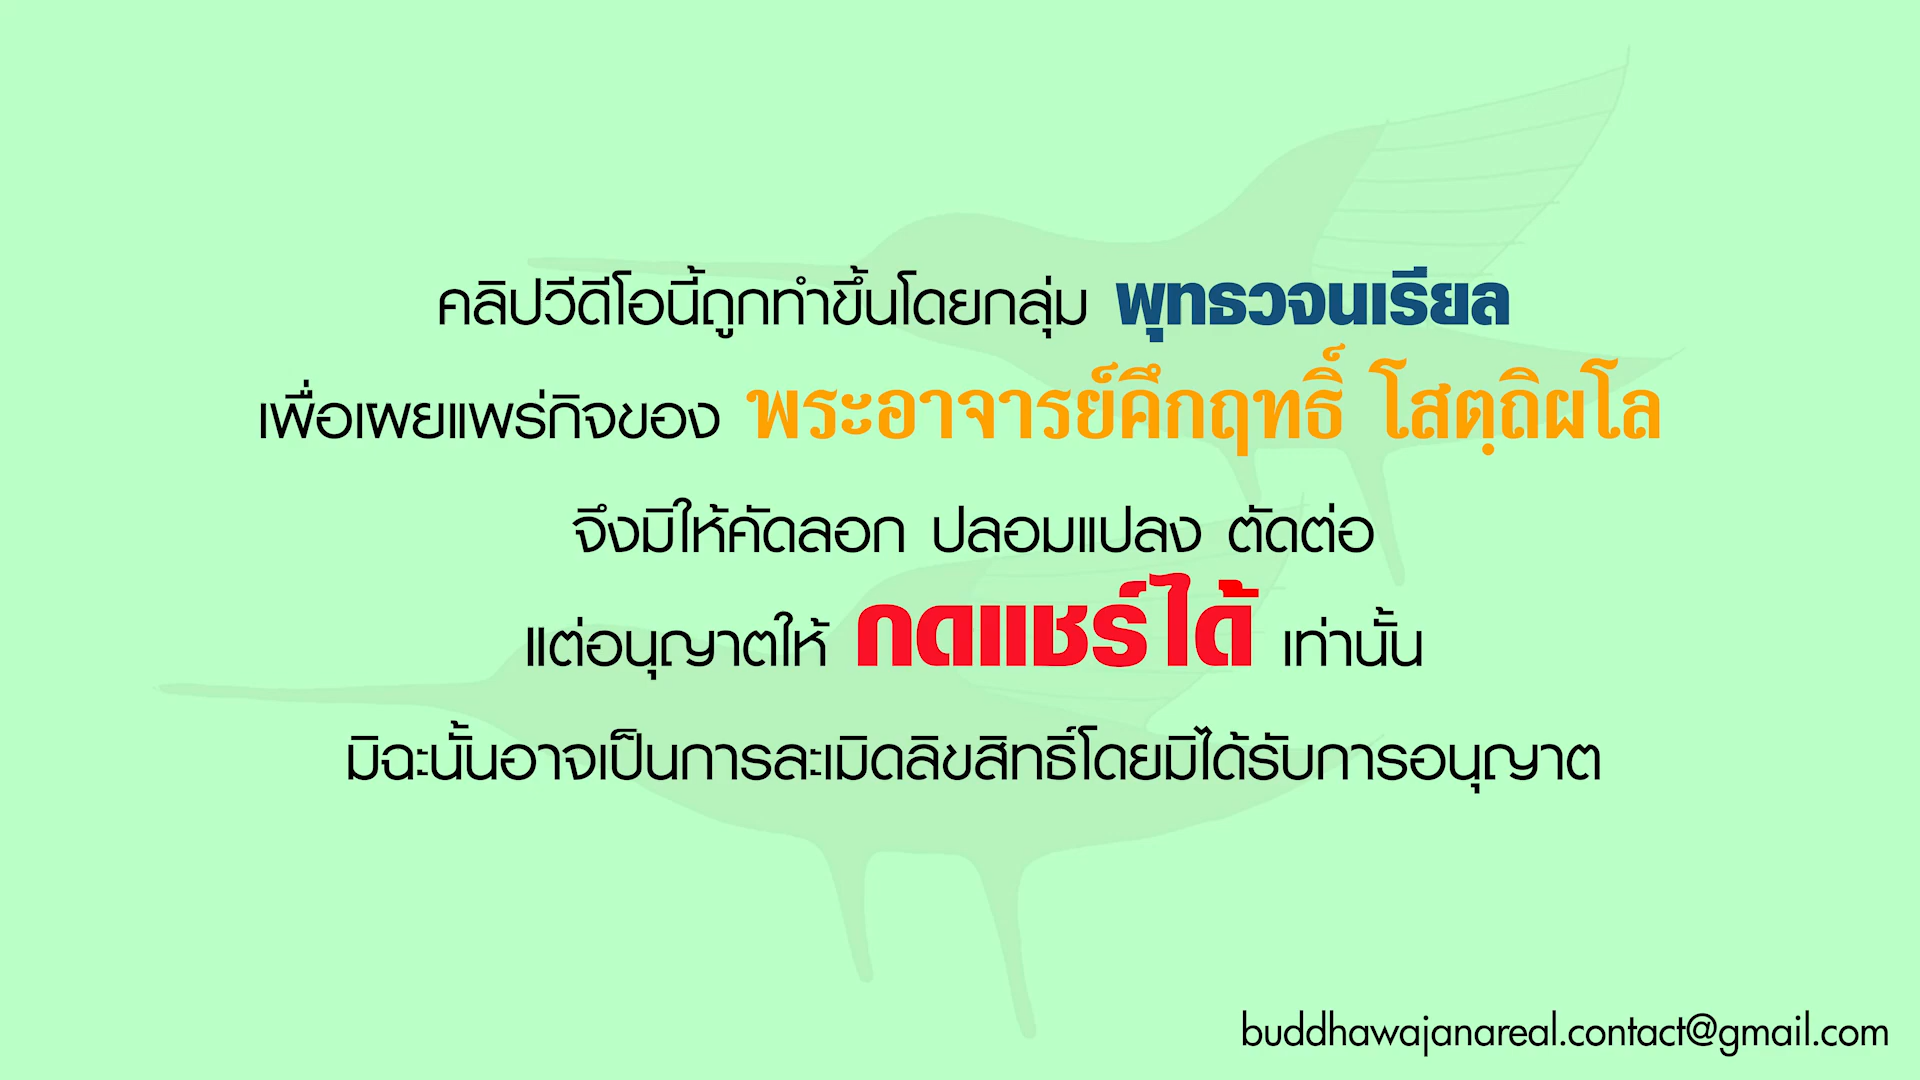 คลิปวีดีโอนี้ถูกทำขึ้นโดยกลุ่ม พุทธวจนเรียล
เพื่อเผยแพร่กิจของ พระอาจารย์คึกฤทธิ์ โสตฺถิผโล
จึงมิให้คัดลอก ปลอมแปลง ตัดต่อ
แต่อนุญาตให้ กดแชร์ได้ เท่านั้น
มิฉะนั้นอาจเป็นการละเมิดลิขสิทธิ์โดยมิได้รับการอนุญาต
buddhawajanareal.contact@gmail.com